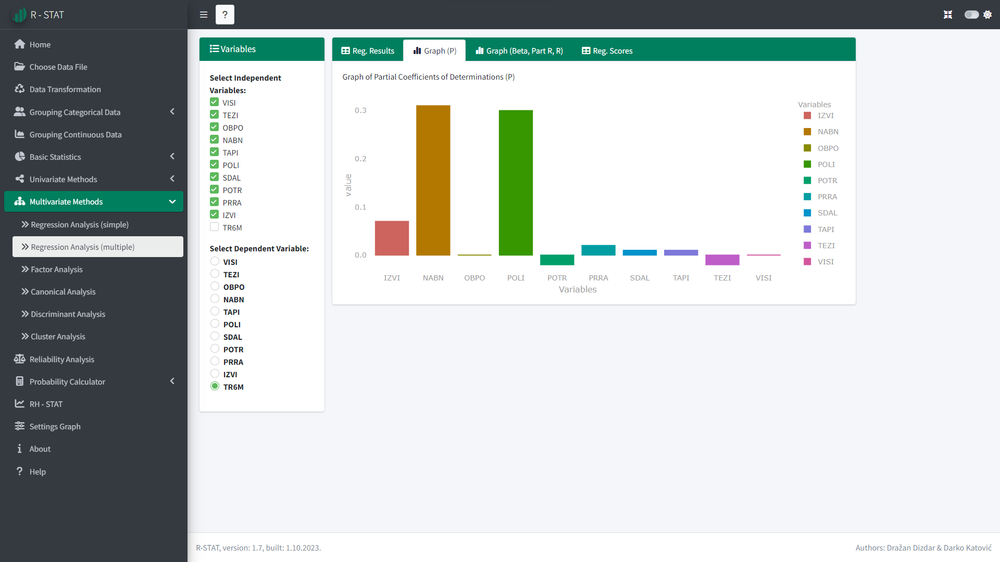 R - STAT
?
Home
Choose Data File
Data Transformation
Grouping Categorical Data
Grouping Continuous Data
Basic Statistics
Univariate Methods
Multivariate Methods
Regression Analysis (simple)
Regression Analysis (multiple)
Factor Analysis
Canonical Analysis
Discriminant Analysis
Cluster Analysis
Reliability Analysis
Probability Calculator
RH - STAT
Settings Graph
About
Help
Variables
Select Independent
Variables:
VISI
TEZI
OBPO
NABN
TAPI
POLI
SDAL
POTR
PRRA
IZVI
TR6M
Select Dependent Variable:
VISI
TEZI
OBPO
NABN
TAPI
POLI
SDAL
POTR
PRRA
IZVI
TR6M
Reg. Results Graph (P) Graph (Beta, Part R, R) Reg. Scores
Graph of Partial Coefficients of Determinations (P)
value
0.3
0.2
0.1
0.0
IZVI NABN OBPO POLI POTR PRRA SDAL TAPI TEZI VISI
Variables
Variables
IZVI
NABN
OBPO
POLI
POTR
PRRA
SDAL
TAPI
TEZI
VISI
R-STAT, version: 1.7, built: 1.10.2023.
Authors: Dražan Dizdar & Darko Katović